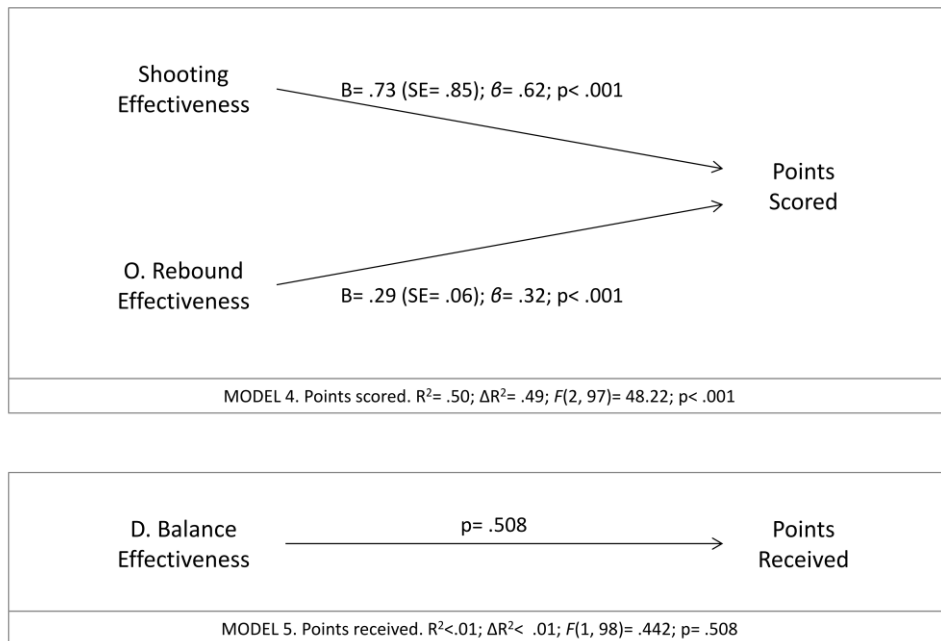 Shooting
Effectiveness
B= .73 (SE= .85); β= .62; p< .001
Points
Scored
O. Rebound
Effectiveness
B= .29 (SE= .06); β= .32; p< .001
MODEL 4. Points scored. R²= .50; ΔR²= .49; F(2, 97)= 48.22; p< .001
D. Balance
Effectiveness
p= .508
Points
Received
MODEL 5. Points received. R²<.01; ΔR²< .01; F(1, 98)= .442; p= .508